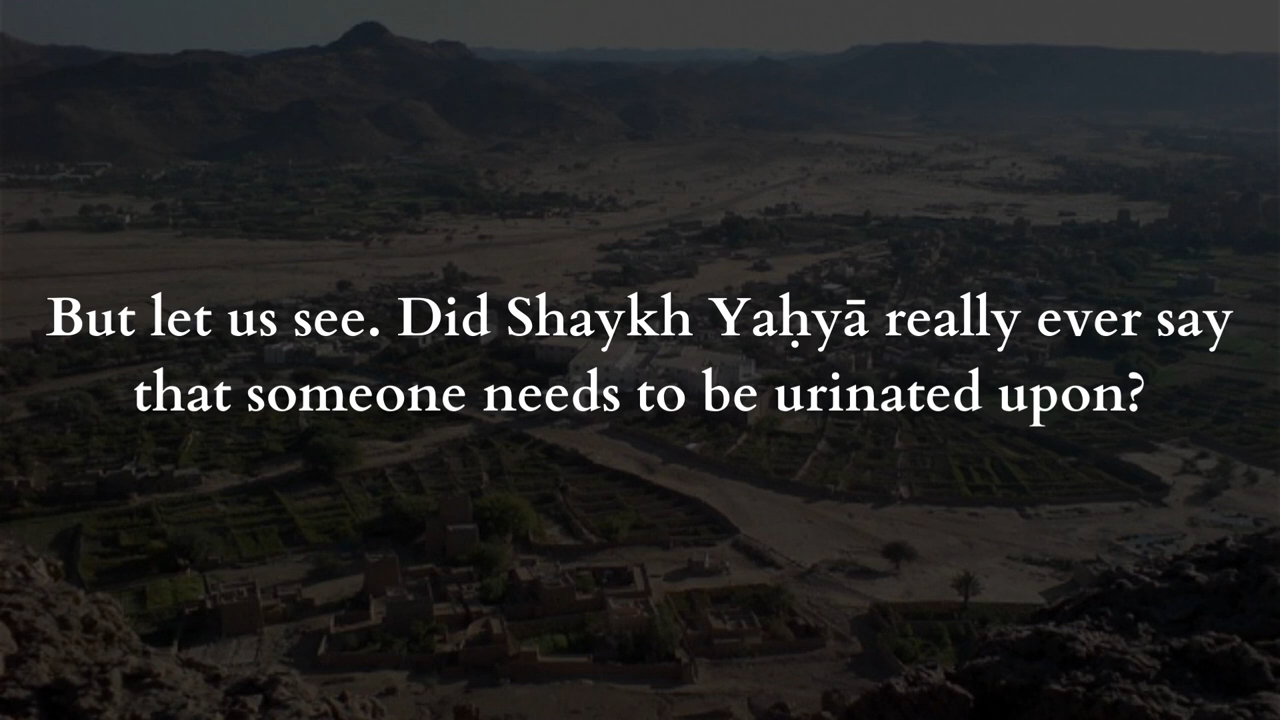 But let us see. Did Shaykh Yaḥyā really ever say
that someone needs to be urinated upon?